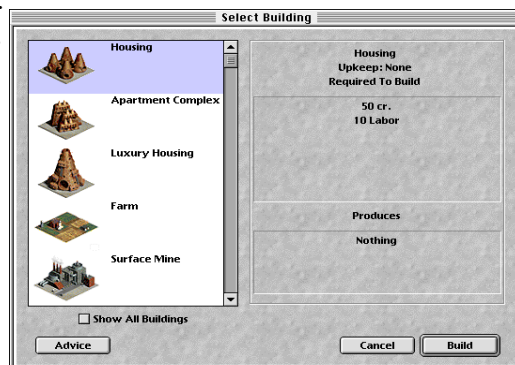 Select Building
Housing
Apartment Complex
Luxury Housing
Farm
Surface Mine
Show All Buildings
Advice
Housing
Upkeep: None
Required To Build
50 cr.
10 Labor
Produces
Nothing
Cancel
Build